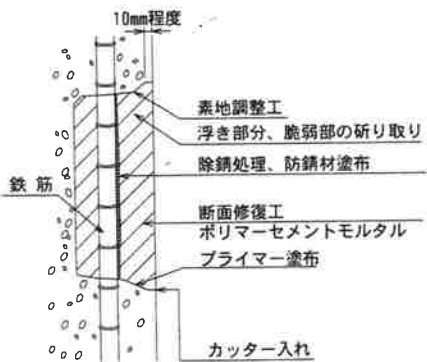 10mm程度
素地調整工
浮き部分、脆弱部の斫り取り
除錆処理、防錆材塗布
鉄筋
断面修復工
ポリマーセメントモルタル
プライマー塗布
カッター入れ